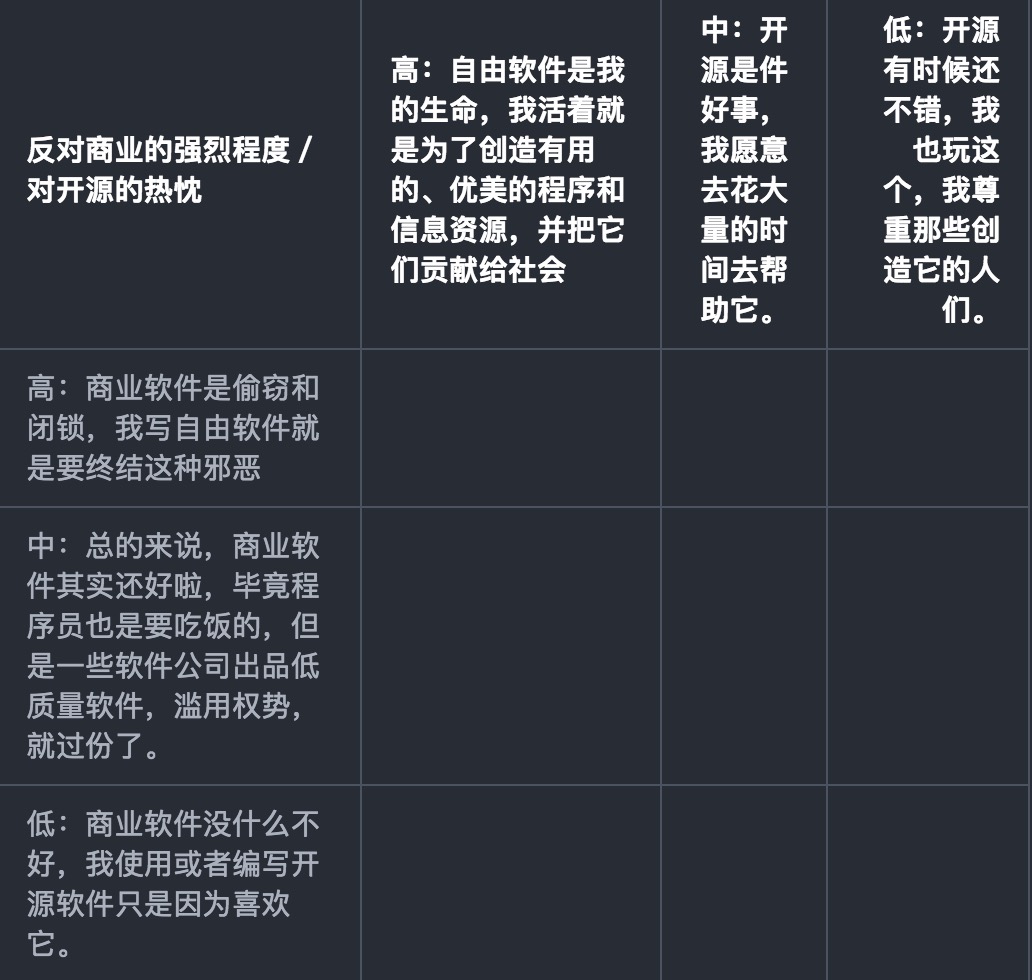 反对商业的强烈程度 /
对开源的热忱
高：自由软件是我
的生命，我活着就
是为了创造有用
的、优美的程序和
信息资源，并把它
们贡献给社会
中：开
源是件
好事，
我愿意
去花大
量的时
间去帮
助它。
低：开源
有时候还
不错，我
也玩这
个，我尊
重那些创
造它的人
们。
高：商业软件是偷窃和
闭锁，我写自由软件就
是要终结这种邪恶
中：总的来说，商业软
件其实还好啦，毕竟程
序员也是要吃饭的，但
是一些软件公司出品低
质量软件，滥用权势，
就过份了。
低：商业软件没什么不
好，我使用或者编写开
源软件只是因为喜欢
它。